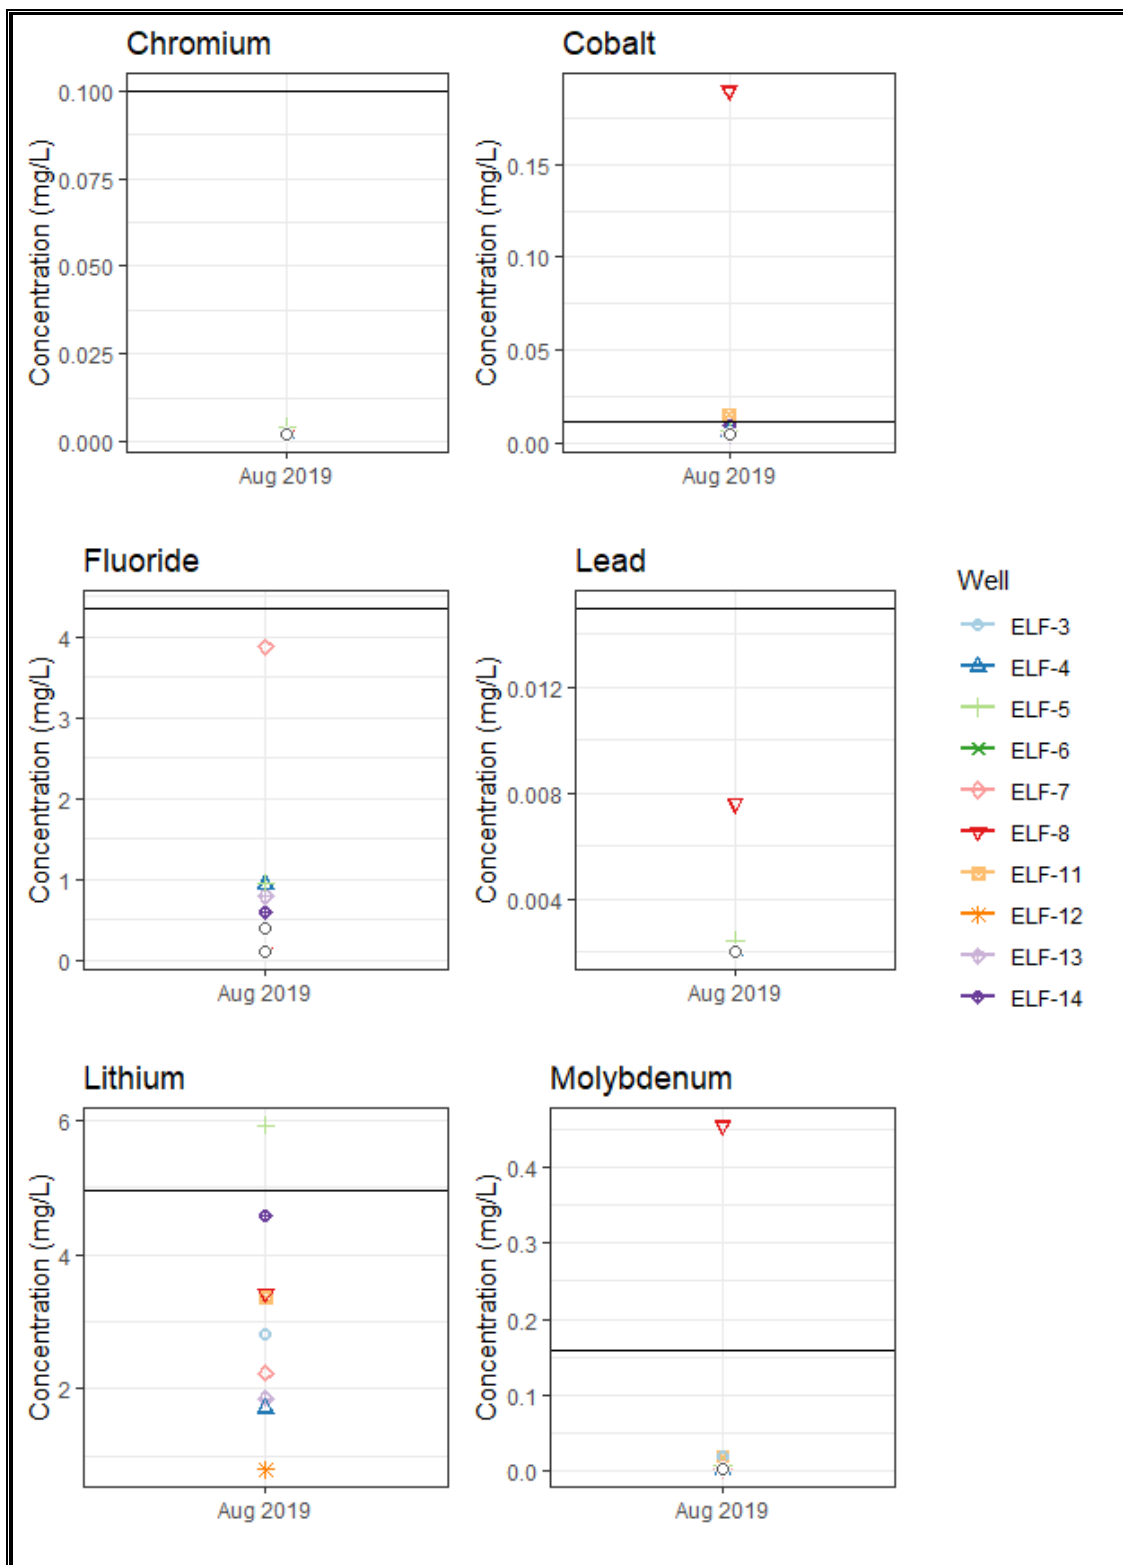 Chromium
Concentration (mg/L)
0.100
0.075
0.050
0.025
0.000
Aug 2019
Cobalt
Concentration (mg/L)
0.15
0.10
0.05
0.00
Aug 2019
Fluoride
Concentration (mg/L)
4
3
2
1
0
Aug 2019
Lead
Concentration (mg/L)
0.012
0.008
0.004
Aug 2019
Well
ELF-3
ELF-4
ELF-5
ELF-6
ELF-7
ELF-8
ELF-11
ELF-12
ELF-13
ELF-14
Lithium
Concentration (mg/L)
6
4
2
Aug 2019
Molybdenum
Concentration (mg/L)
0.4
0.3
0.2
0.1
0.0
Aug 2019